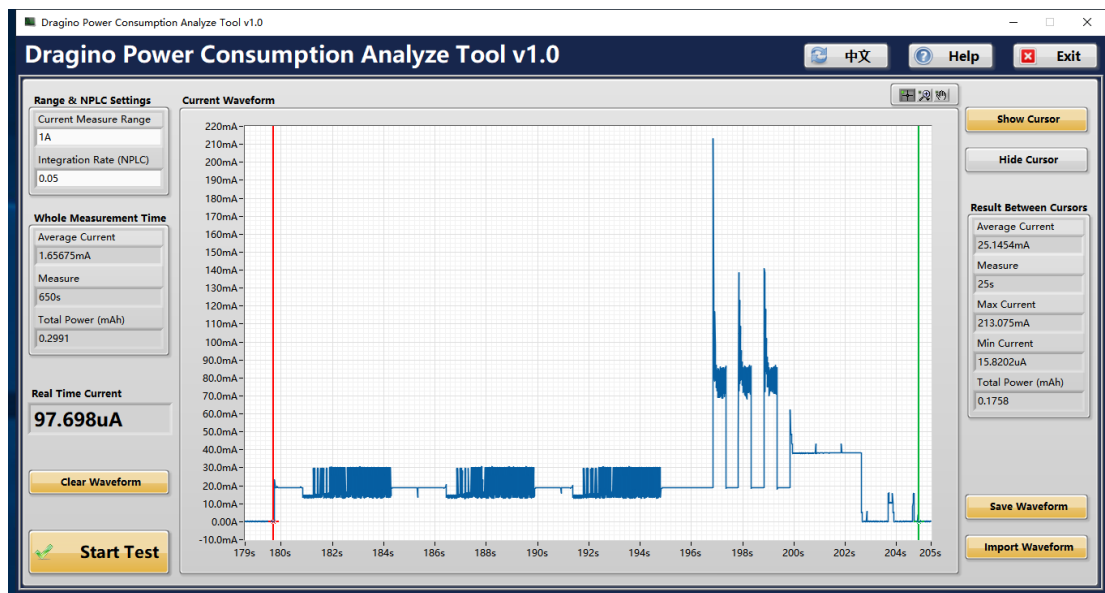 Dragino Power Consumption Analyze Tool v1.0
Dragino Power Consumption Analyze Tool v1.0
中文
Help
Exit
Range & NPLC Settings
Current Measure Range
1A
Integration Rate (NPLC)
0.05
Whole Measurement Time
Average Current
1.65675mA
Measure
650s
Total Power (mAh)
0.2991
Real Time Current
97.698uA
Clear Waveform
Start Test
Current Waveform
220mA
210mA
200mA
190mA
180mA
170mA
160mA
150mA
140mA
130mA
120mA
110mA
100mA
90.0mA
80.0mA
70.0mA
60.0mA
50.0mA
40.0mA
30.0mA
20.0mA
10.0mA
0.00A
-10.0mA
179s 180s 182s 184s 186s 188s 190s 192s 194s 196s 198s 200s 202s 204s 205s
Show Cursor
Hide Cursor
Result Between Cursors
Average Current
25.1454mA
Measure
25s
Max Current
213.075mA
Min Current
15.8202uA
Total Power (mAh)
0.1758
Save Waveform
Import Waveform